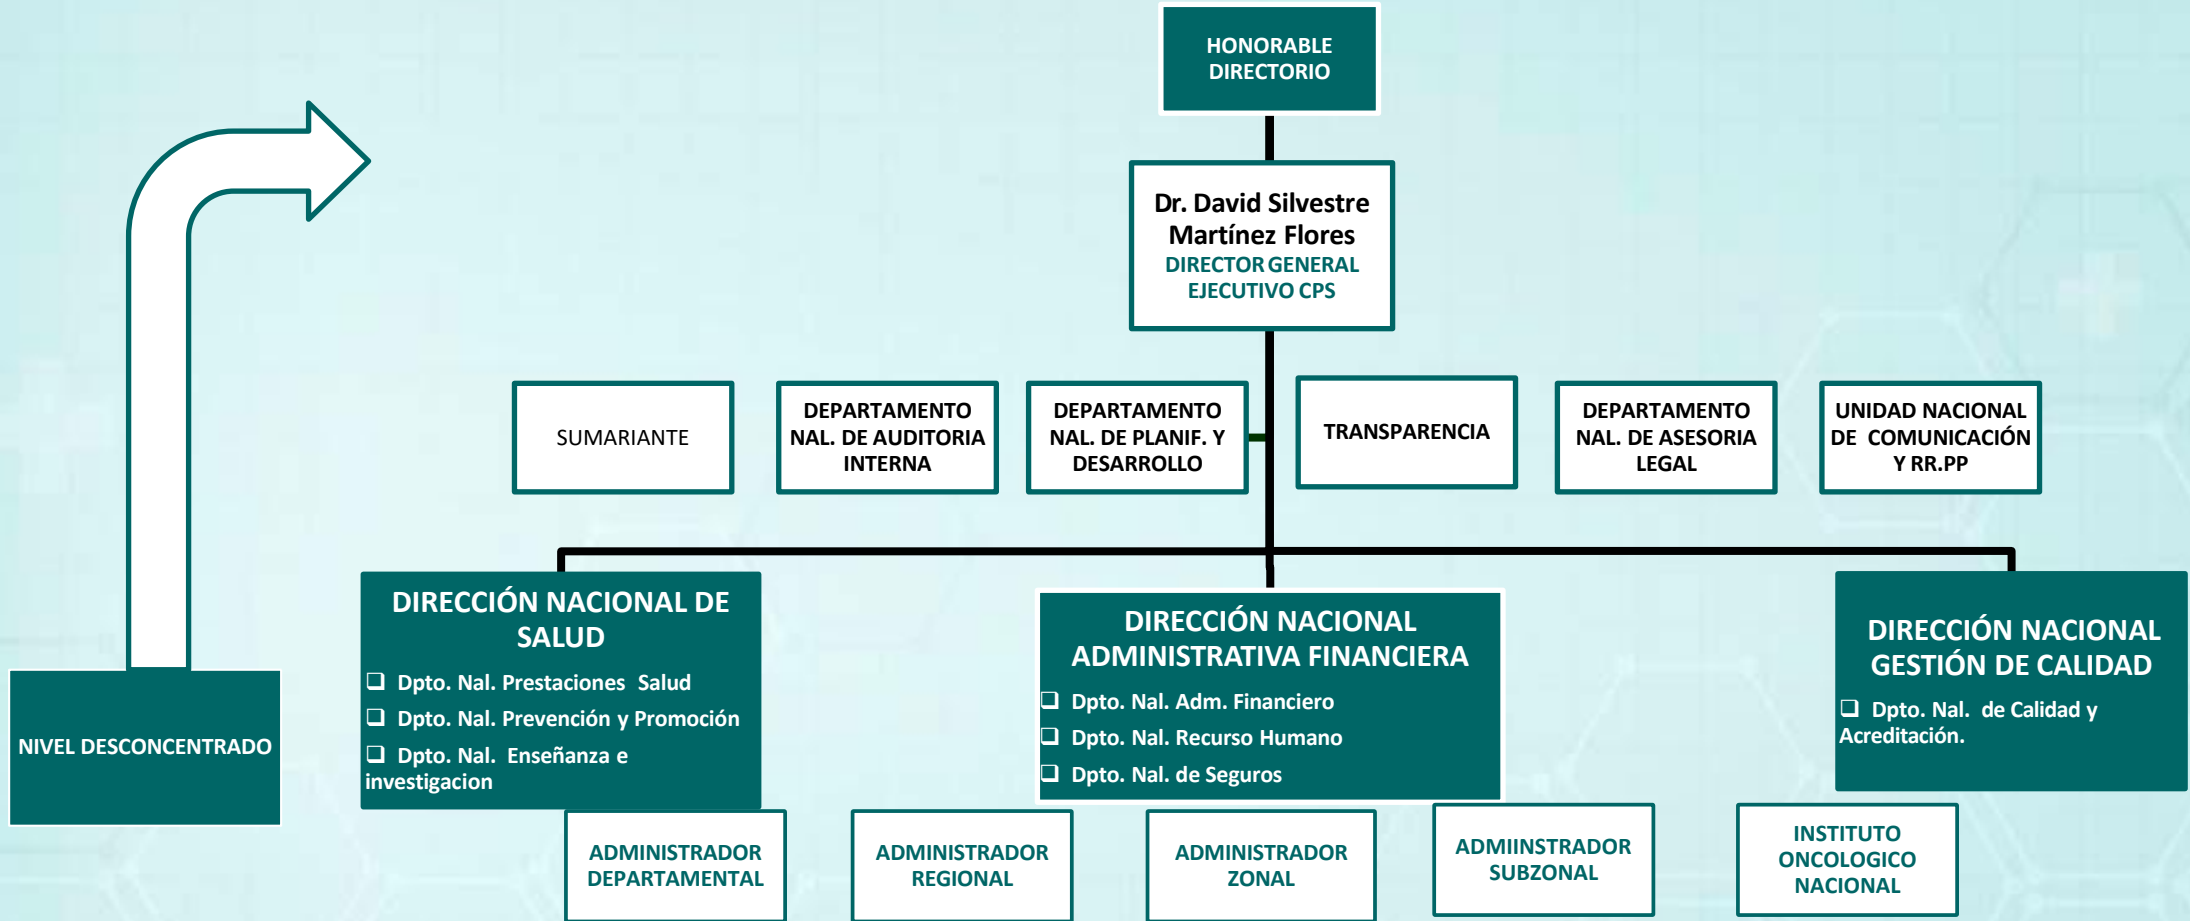 HONORABLE
DIRECTORIO
Dr. David Silvestre
Martínez Flores
DIRECTOR GENERAL
EJECUTIVO CPS
SUMARIANTE
DEPARTAMENTO
NAL. DE AUDITORIA
INTERNA
DEPARTAMENTO
NAL. DE PLANIF. Y
DESARROLLO
TRANSPARENCIA
DEPARTAMENTO
NAL. DE ASESORIA
LEGAL
UNIDAD NACIONAL
DE COMUNICACIÓN
Y RR.PP
NIVEL DESCONCENTRADO
DIRECCIÓN NACIONAL DE
SALUD
❑ Dpto. Nal. Prestaciones Salud
❑ Dpto. Nal. Prevención y Promoción
❑ Dpto. Nal. Enseñanza e
investigacion
DIRECCIÓN NACIONAL
ADMINISTRATIVA FINANCIERA
❑ Dpto. Nal. Adm. Financiero
❑ Dpto. Nal. Recurso Humano
❑ Dpto. Nal. de Seguros
DIRECCIÓN NACIONAL
GESTIÓN DE CALIDAD
❑ Dpto. Nal. de Calidad y
Acreditación.
ADMINISTRADOR
DEPARTAMENTAL
ADMINISTRADOR
REGIONAL
ADMINISTRADOR
ZONAL
ADMIINSTRADOR
SUBZONAL
INSTITUTO
ONCOLOGICO
NACIONAL